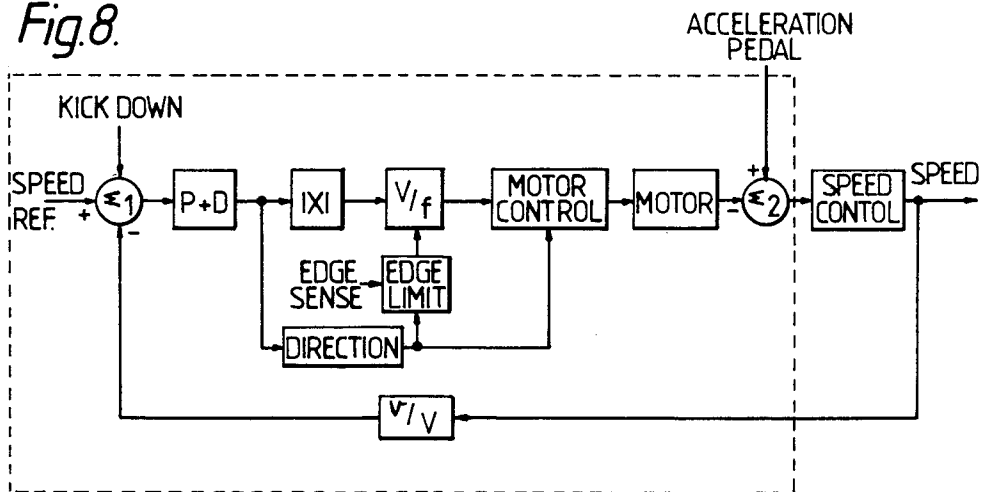 Fig.8.
ACCELERATION
PEDAL
KICK DOWN
SPEED
REF.
+
-
Σ1
P+D
|X|
V/f
MOTOR
CONTROL
MOTOR
+
-
Σ2
SPEED
CONTOL
SPEED
EDGE
SENSE
EDGE
LIMIT
DIRECTION
v/V